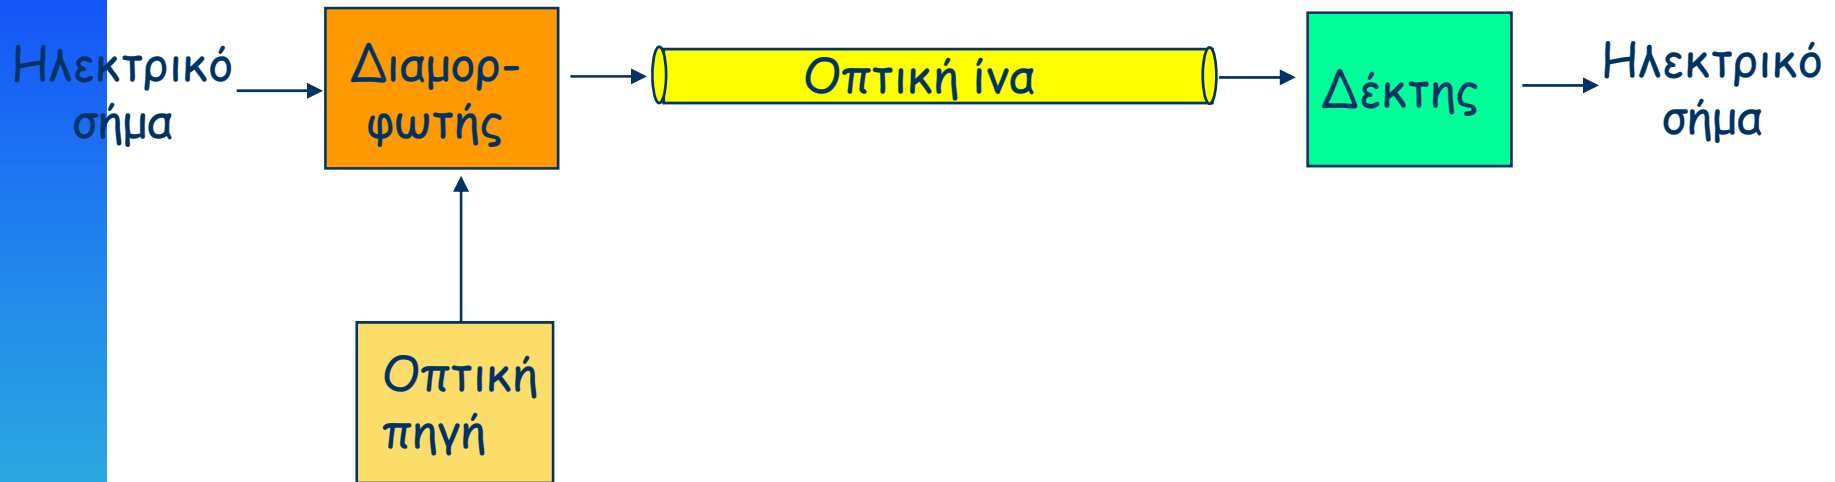 Ηλεκτρικό
σήμα
Διαμορ-
φωτής
Οπτική ίνα
Δέκτης
Ηλεκτρικό
σήμα
Οπτική
πηγή